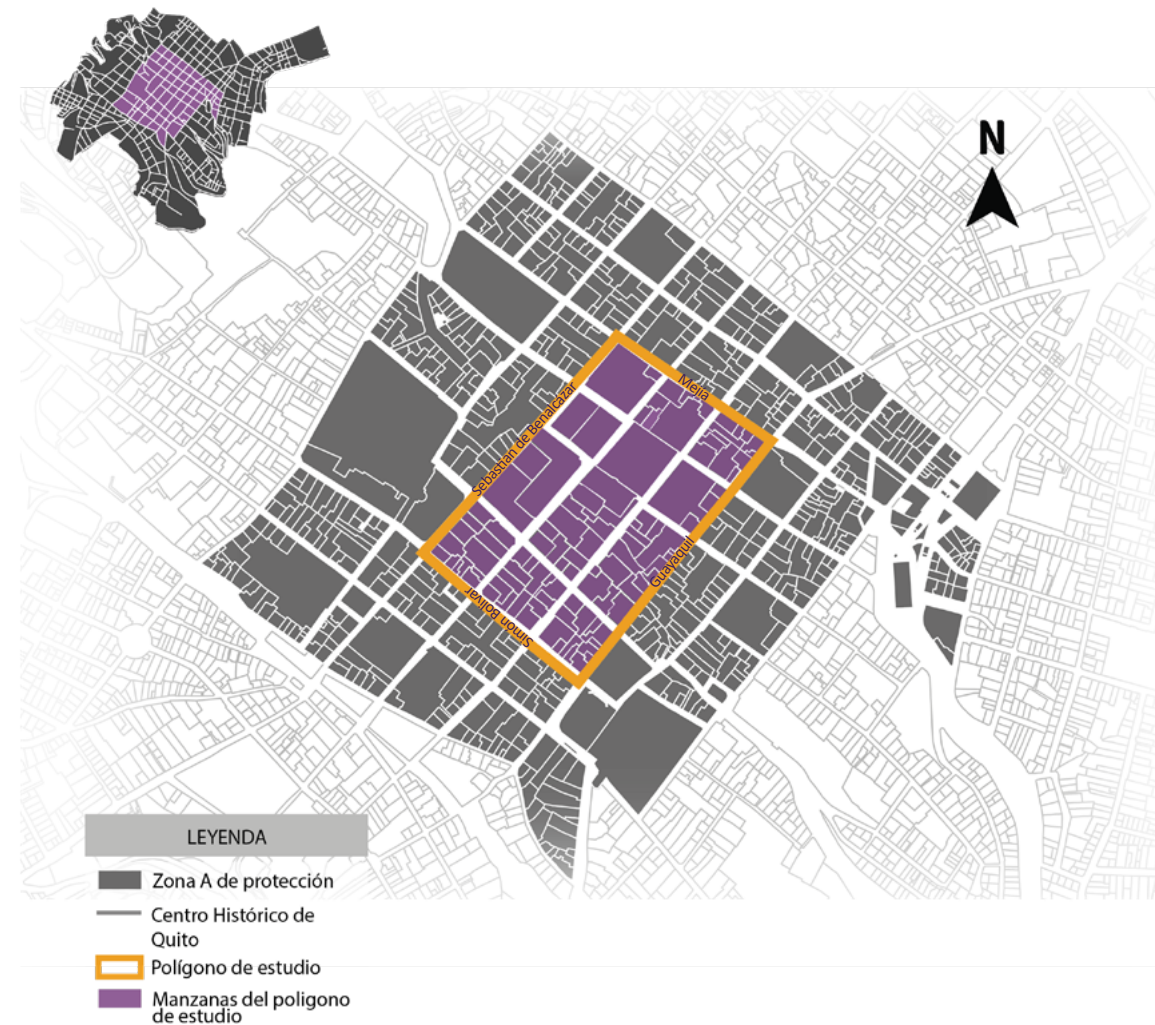 N
Mejia
Sebastián de Benalcázar
Guayaquil
Simón Bolívar
LEYENDA
Zona A de protección
Centro Histórico de
Quito
Polígono de estudio
Manzanas del poligono
de estudio